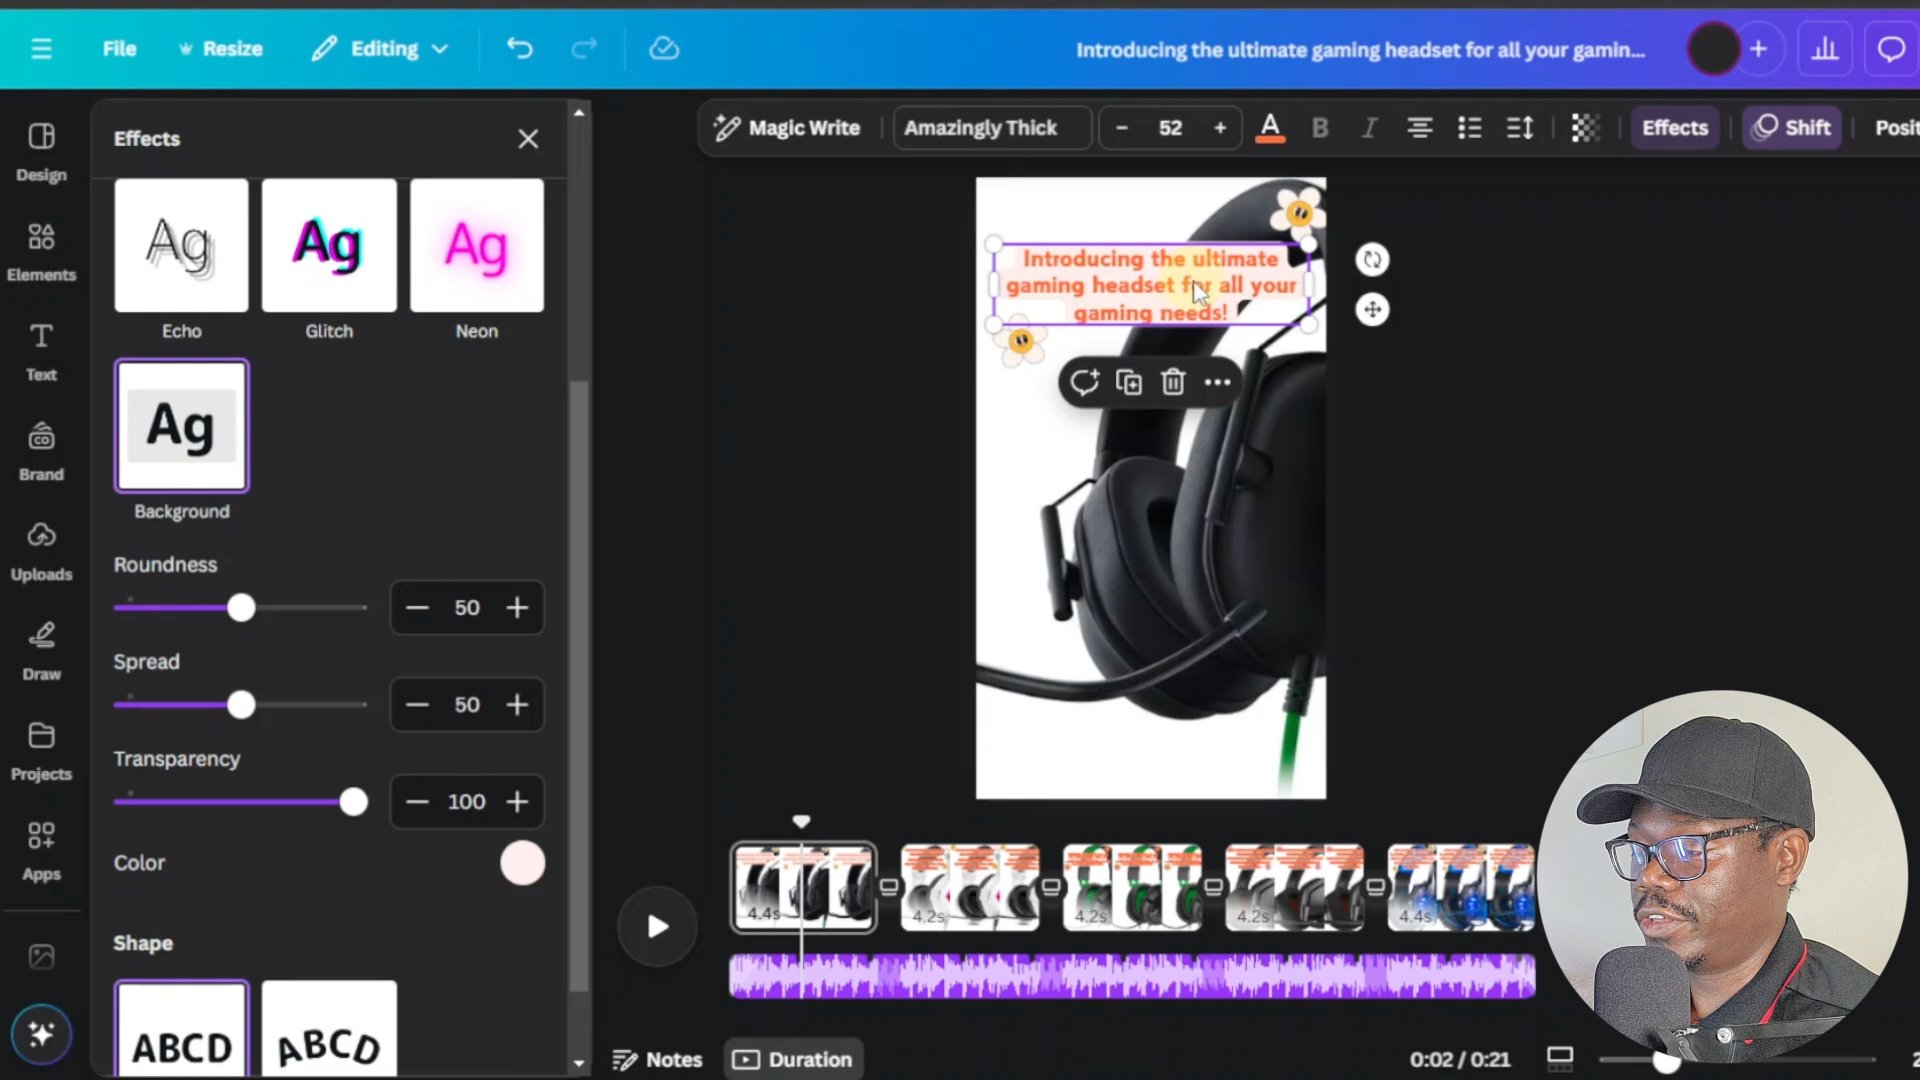 File
Resize
Editing
Introducing the ultimate gaming headset for all your gamin...
Design
Elements
Text
Brand
Uploads
Draw
Projects
Apps
Effects
Ag
Echo
Ag
Glitch
Ag
Neon
Ag
Background
Roundness
50
Spread
50
Transparency
100
Color
Shape
ABCD
ABCD
Magic Write
Amazingly Thick
52
A
B
I
Effects
Shift
Posit
Introducing the ultimate
gaming headset for all your
gaming needs!
4.4s
4.2s
4.2s
4.2s
4.4s
Notes
Duration
0:02 / 0:21